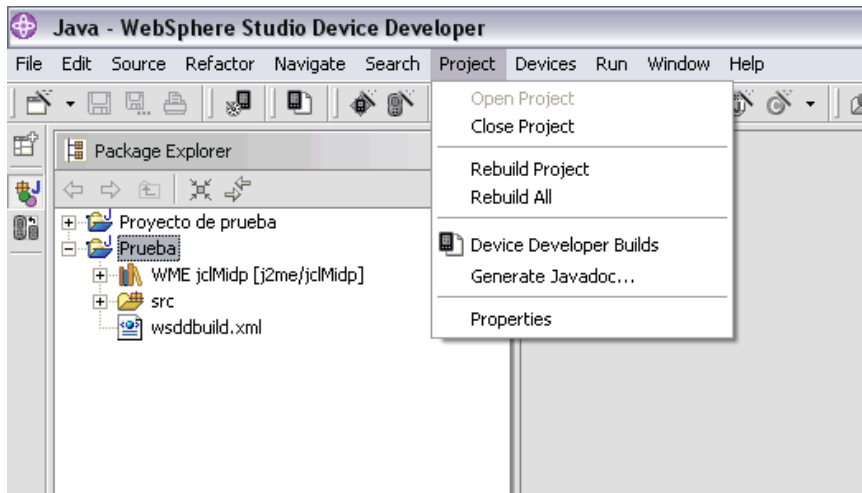 Java - WebSphere Studio Device Developer
File Edit Source Refactor Navigate Search Project Devices Run Window Help
Open Project
Close Project
Rebuild Project
Rebuild All
Device Developer Builds
Generate Javadoc...
Properties
Package Explorer
Proyecto de prueba
Prueba
WME jclMidp [j2me/jclMidp]
src
wsddbuild.xml